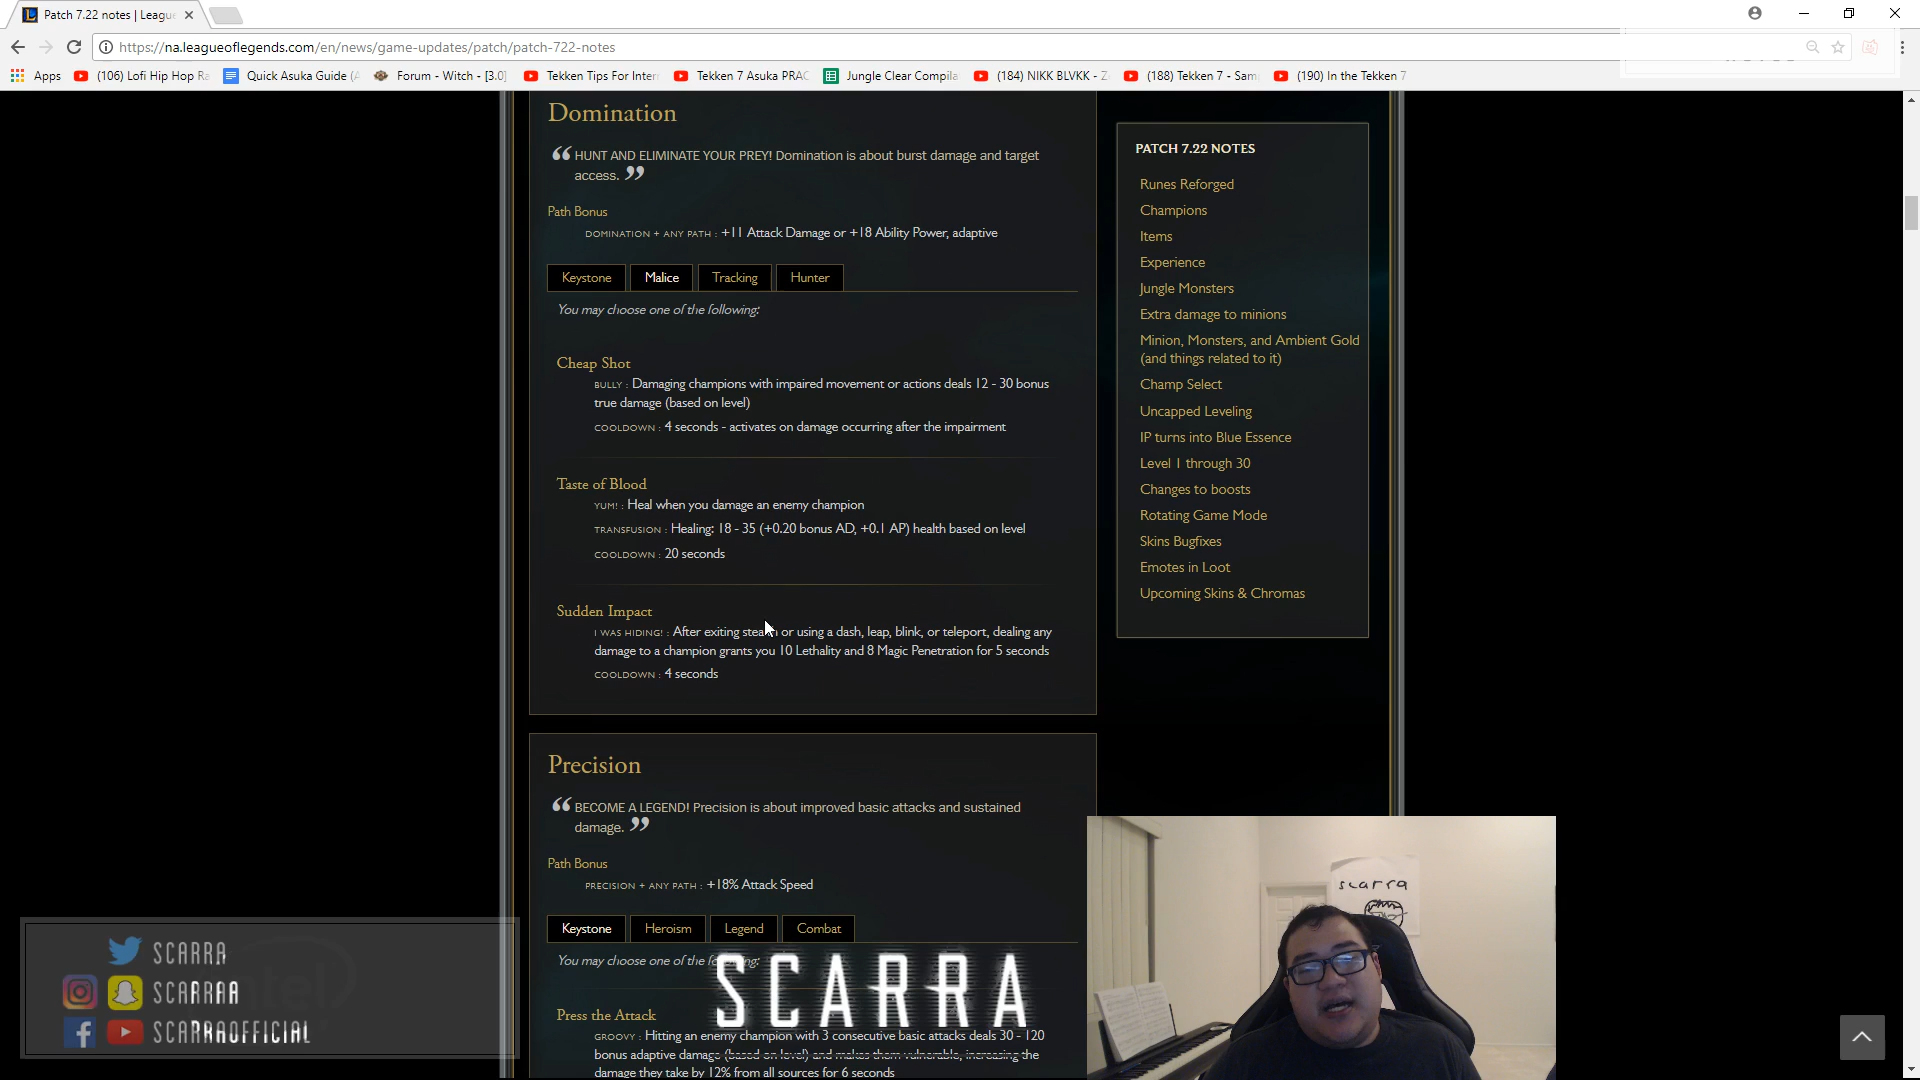 Patch 7.22 notes | Leagu
https://na.leagueoflegends.com/en/news/game-updates/patch/patch-722-notes
Apps
(106) Lofi Hip Hop Ra
Quick Asuka Guide (A
Forum - Witch - [3.0]
Tekken Tips For Inter
Tekken 7 Asuka PRAC
Jungle Clear Compila
(184) NIKK BLVKK - Z
(188) Tekken 7 - Sam
(190) In the Tekken 7
Domination
“ HUNT AND ELIMINATE YOUR PREY! Domination is about burst damage and target
access. ”
Path Bonus
DOMINATION + ANY PATH : +11 Attack Damage or +18 Ability Power, adaptive
Keystone
Malice
Tracking
Hunter
You may choose one of the following:
Cheap Shot
BULLY : Damaging champions with impaired movement or actions deals 12 - 30 bonus
true damage (based on level)
COOLDOWN : 4 seconds - activates on damage occurring after the impairment
Taste of Blood
YUM! : Heal when you damage an enemy champion
TRANSFUSION : Healing: 18 - 35 (+0.20 bonus AD, +0.1 AP) health based on level
COOLDOWN : 20 seconds
Sudden Impact
I WAS HIDING! : After exiting stealth or using a dash, leap, blink, or teleport, dealing any
damage to a champion grants you 10 Lethality and 8 Magic Penetration for 5 seconds
COOLDOWN : 4 seconds
Precision
“ BECOME A LEGEND! Precision is about improved basic attacks and sustained
damage. ”
Path Bonus
PRECISION + ANY PATH : +18% Attack Speed
Keystone
Heroism
Legend
Combat
You may choose one of the following:
Press the Attack
GROOVY : Hitting an enemy champion with 3 consecutive basic attacks deals 30 - 120
bonus adaptive damage (based on level) and makes them vulnerable, increasing the
damage they take by 12% from all sources for 6 seconds
PATCH 7.22 NOTES
Runes Reforged
Champions
Items
Experience
Jungle Monsters
Extra damage to minions
Minion, Monsters, and Ambient Gold
(and things related to it)
Champ Select
Uncapped Leveling
IP turns into Blue Essence
Level 1 through 30
Changes to boosts
Rotating Game Mode
Skins Bugfixes
Emotes in Loot
Upcoming Skins & Chromas
SCARRA
SCARRAA
SCARRAOFFICIAL
SCARRA
scarra